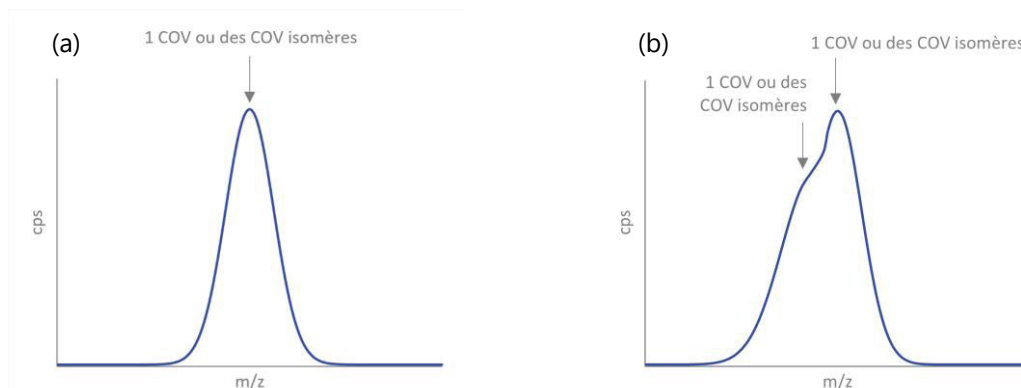 (a)
1 COV ou des COV isomères
cps
m/z
(b)
1 COV ou des COV isomères
1 COV ou des
COV isomères
cps
m/z